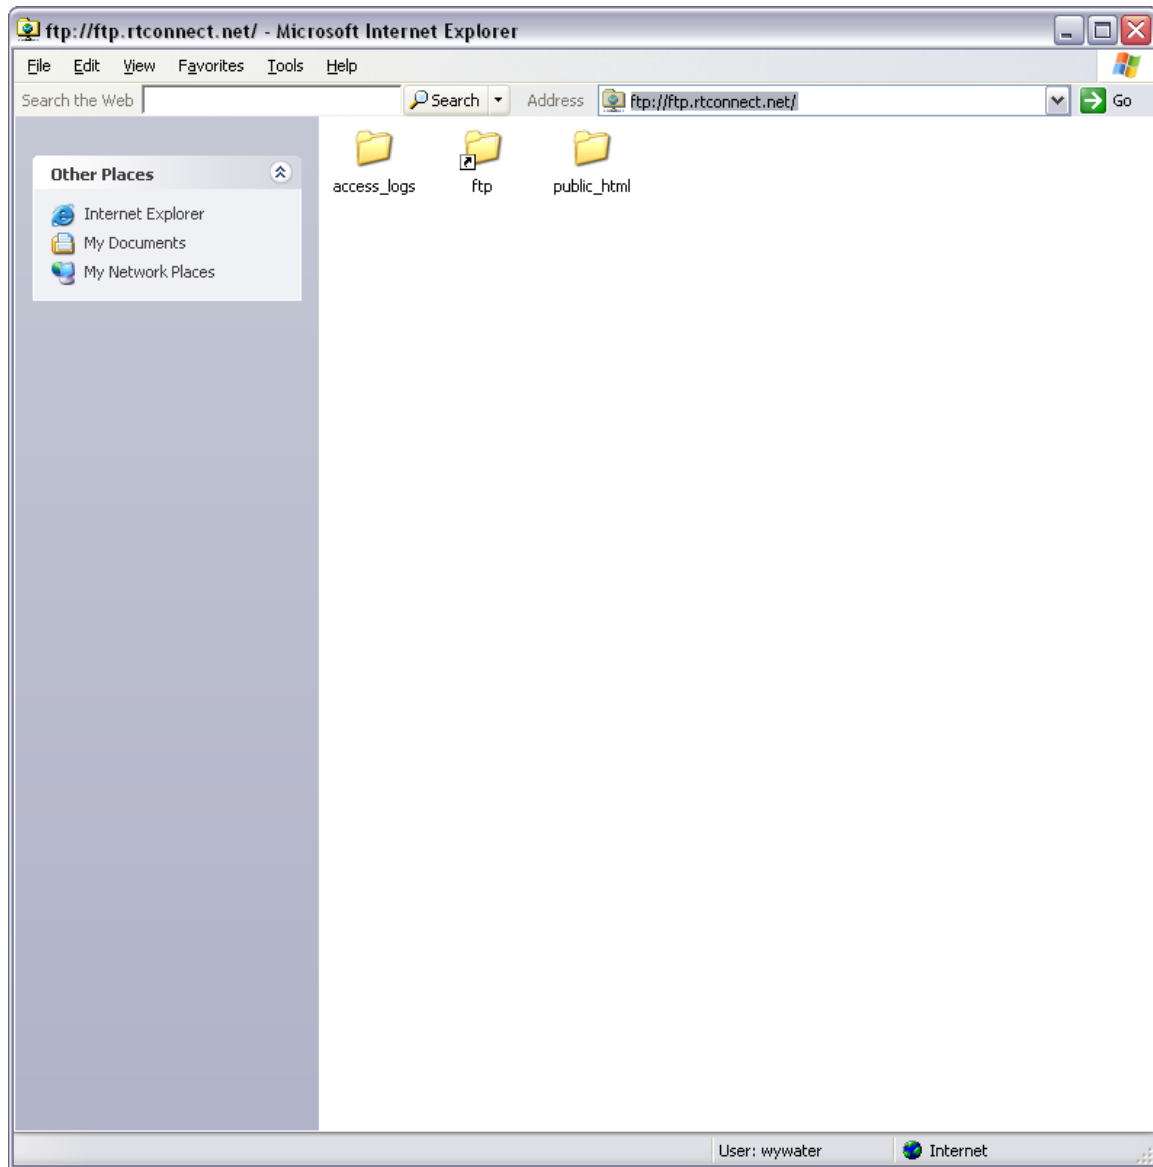 ftp://ftp.rtconnect.net/ - Microsoft Internet Explorer
File Edit View Favorites Tools Help
Search the Web Search Address ftp://ftp.rtconnect.net/ Go
Other Places
Internet Explorer
My Documents
My Network Places
access_logs ftp public_html
User: wywater Internet